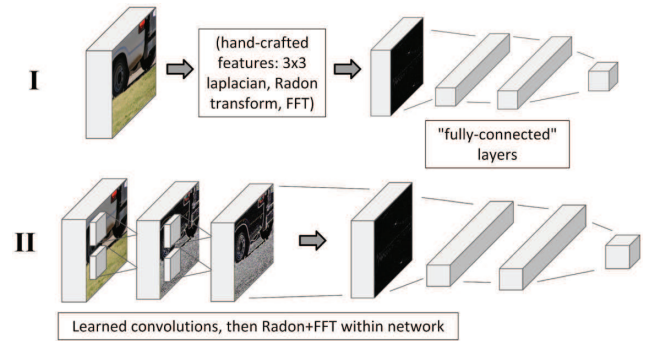 I
(hand-crafted
features: 3x3
laplacian, Radon
transform, FFT)
"fully-connected"
layers
II
Learned convolutions, then Radon+FFT within network